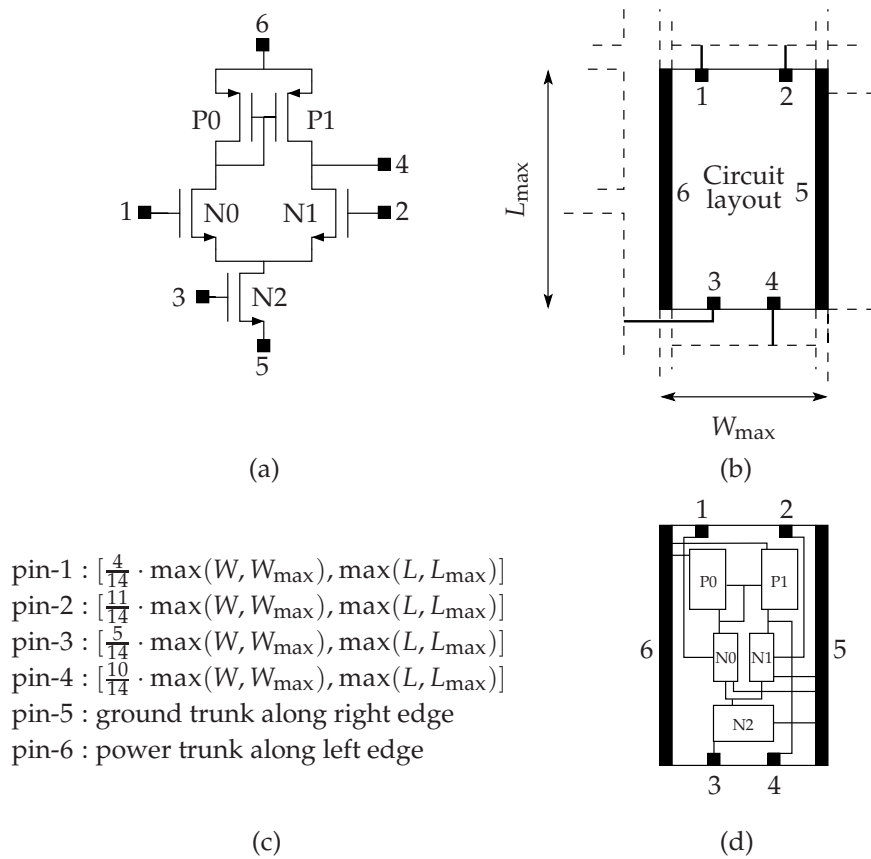 6
P0
P1
4
1
N0
N1
2
3
N2
5
(a)
1
2
L_max
6
Circuit
layout
5
3
4
W_max
(b)
pin-1 : [4/14 · max(W, W_max), max(L, L_max)]
pin-2 : [11/14 · max(W, W_max), max(L, L_max)]
pin-3 : [5/14 · max(W, W_max), max(L, L_max)]
pin-4 : [10/14 · max(W, W_max), max(L, L_max)]
pin-5 : ground trunk along right edge
pin-6 : power trunk along left edge
(c)
1
2
P0
P1
6
N0
N1
5
N2
3
4
(d)